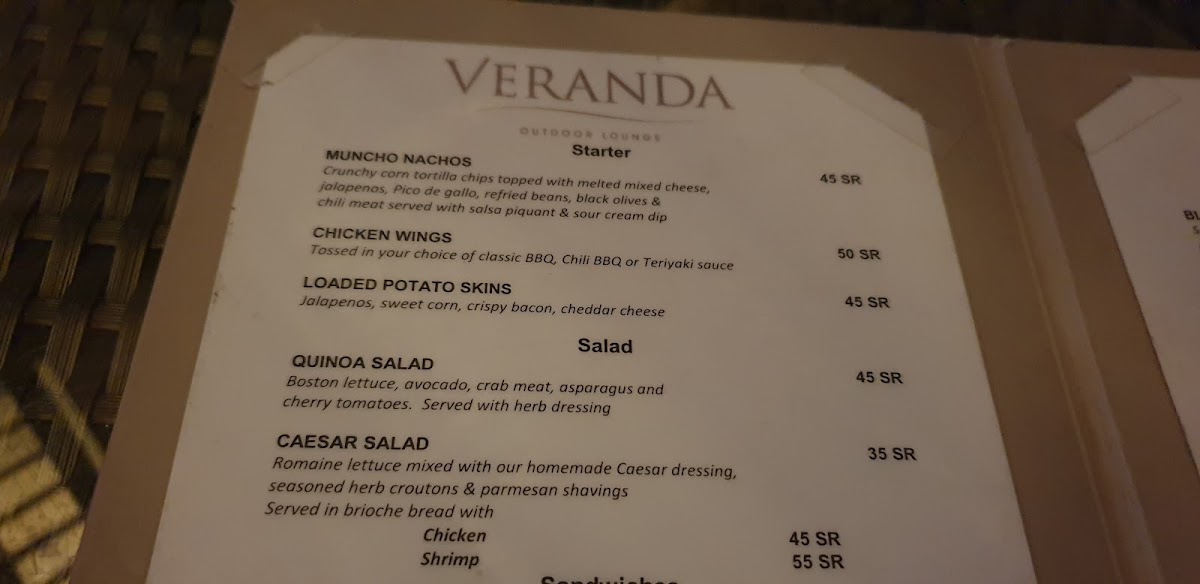 VERANDA
OUTDOOR LOUNGE
Starter
MUNCHO NACHOS
Crunchy corn tortilla chips topped with melted mixed cheese, 45 SR
jalapenos, Pico de gallo, refried beans, black olives &
chili meat served with salsa piquant & sour cream dip
CHICKEN WINGS
Tossed in your choice of classic BBQ, Chili BBQ or Teriyaki sauce 50 SR
LOADED POTATO SKINS
Jalapenos, sweet corn, crispy bacon, cheddar cheese 45 SR
Salad
QUINOA SALAD 45 SR
Boston lettuce, avocado, crab meat, asparagus and
cherry tomatoes. Served with herb dressing
CAESAR SALAD 35 SR
Romaine lettuce mixed with our homemade Caesar dressing,
seasoned herb croutons & parmesan shavings
Served in brioche bread with
Chicken 45 SR
Shrimp 55 SR
Sandwiches